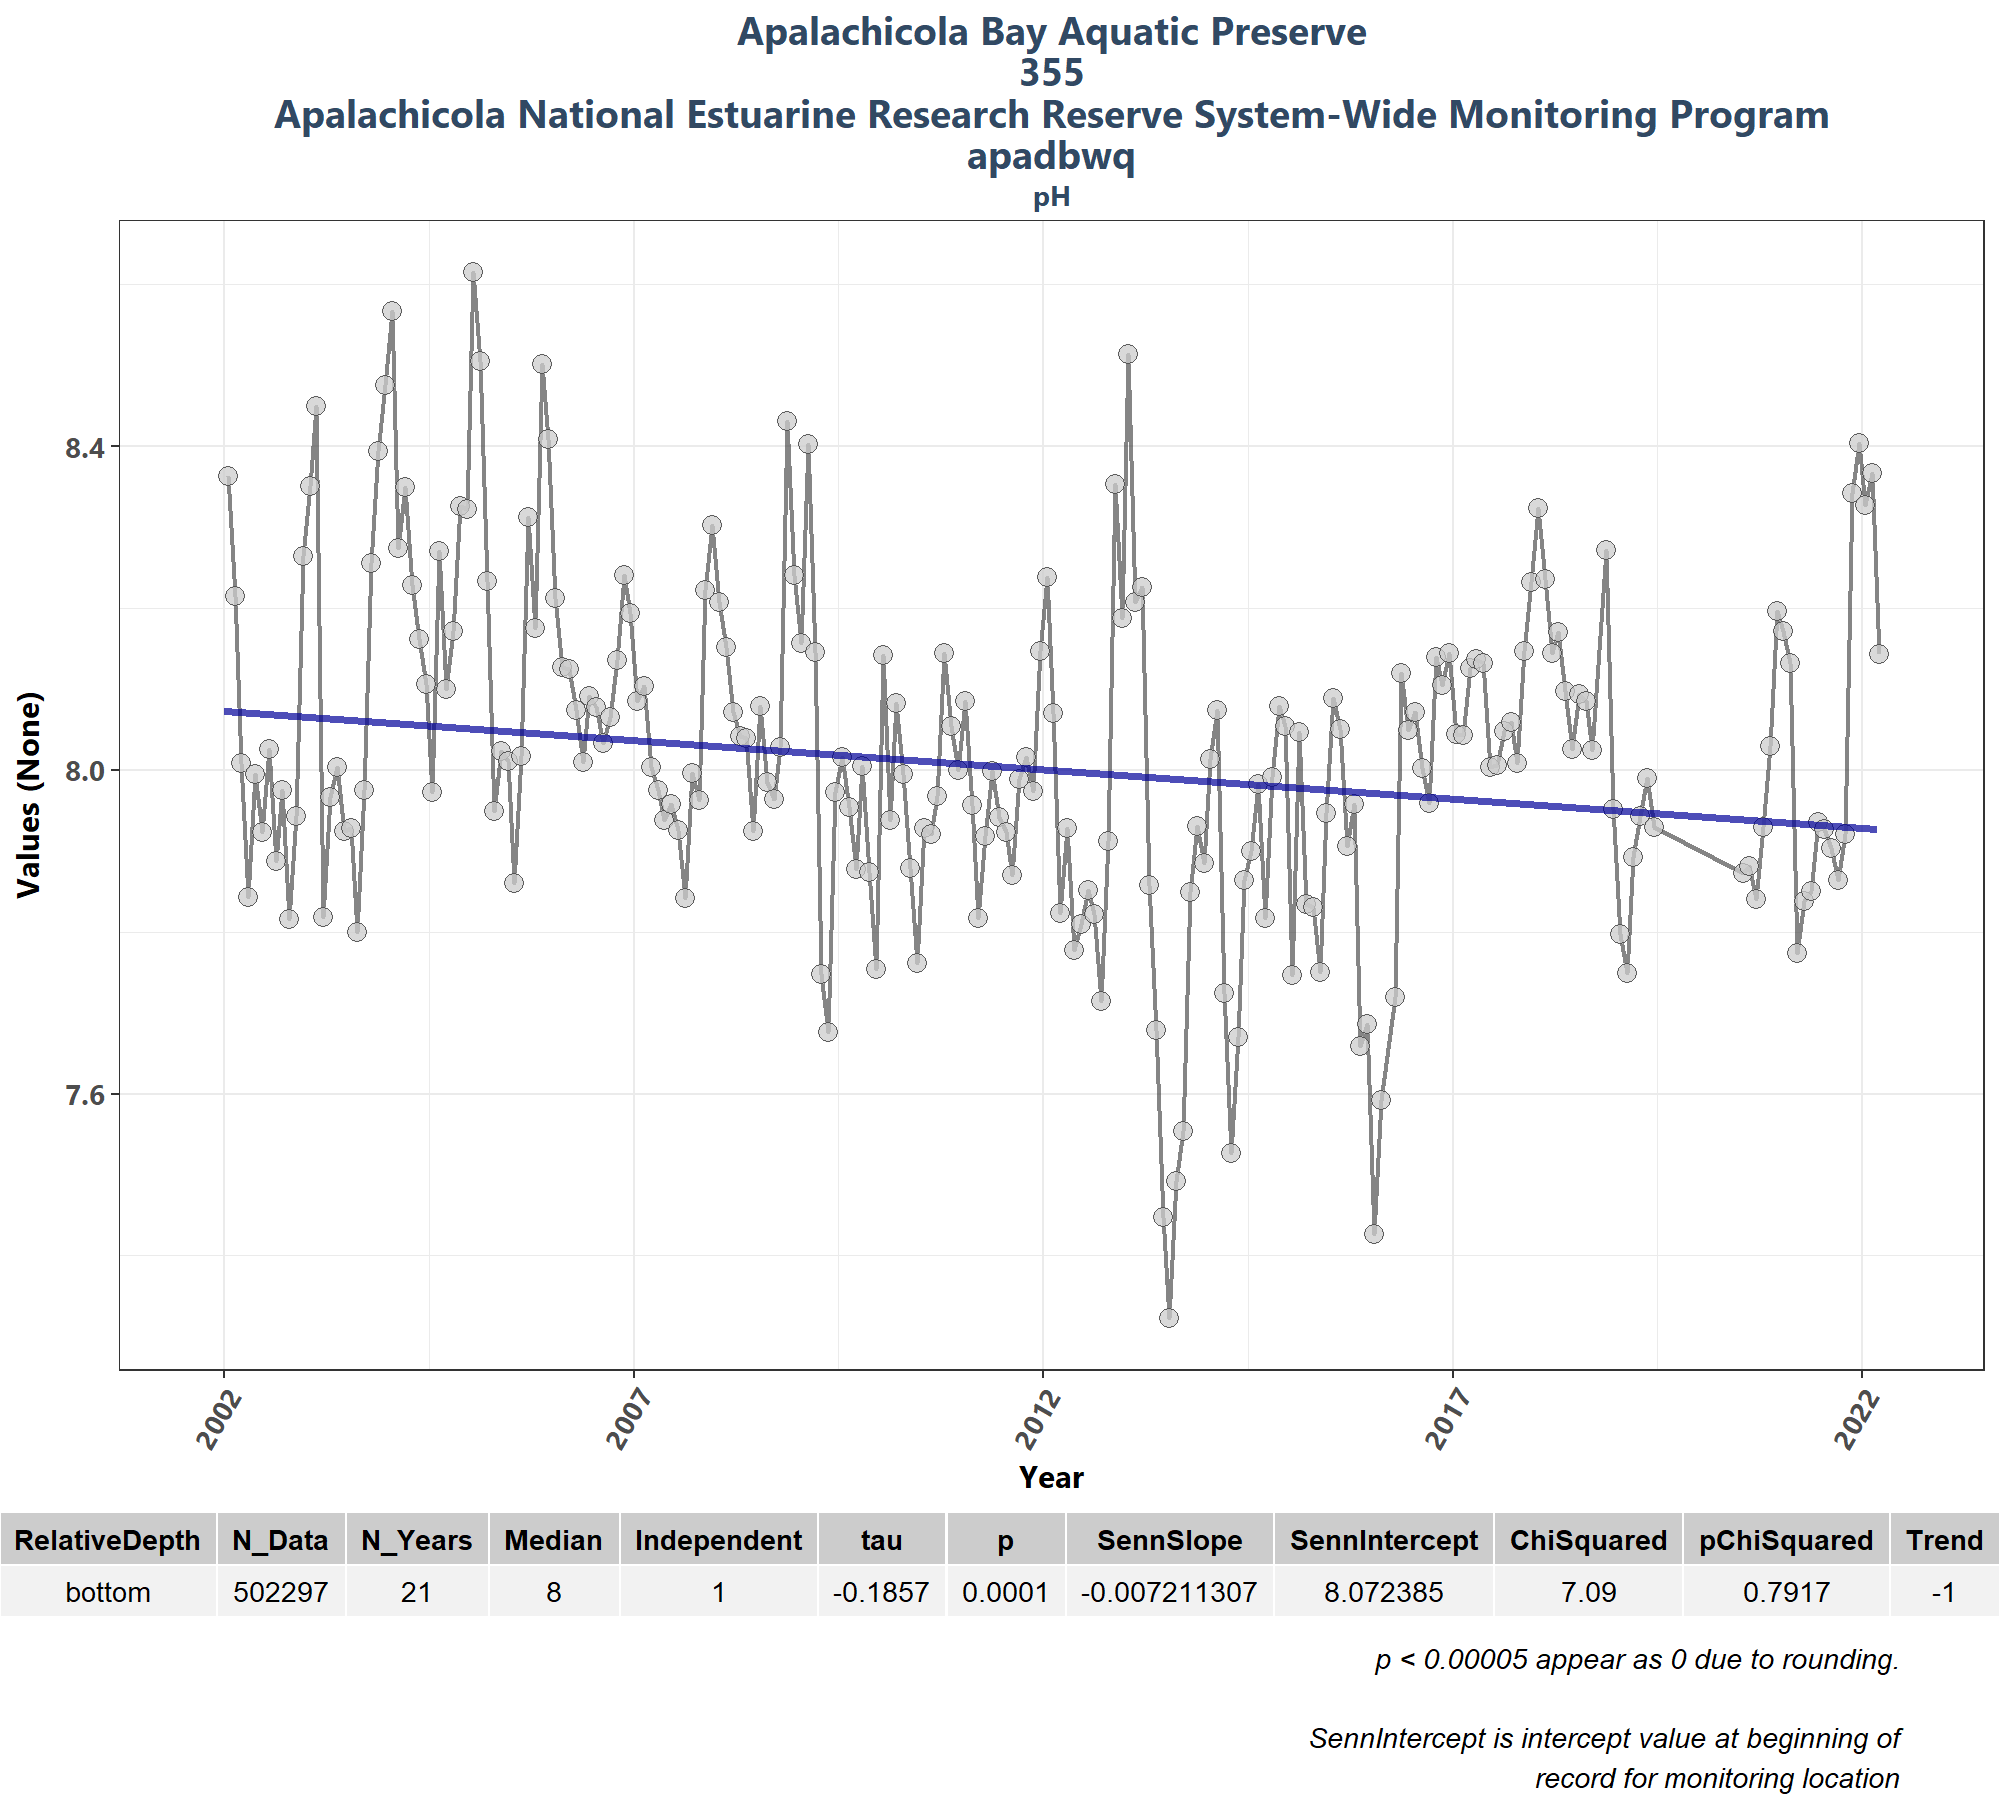 Apalachicola Bay Aquatic Preserve
355
Apalachicola National Estuarine Research Reserve System-Wide Monitoring Program
apadbwq
pH
8.4
8.0
7.6
Values (None)
2002 2007 2012 2017 2022
Year
RelativeDepth N_Data N_Years Median Independent tau p SennSlope SennIntercept ChiSquared pChiSquared Trend
bottom 502297 21 8 1 -0.1857 0.0001 -0.007211307 8.072385 7.09 0.7917 -1
p < 0.00005 appear as 0 due to rounding.
SennIntercept is intercept value at beginning of
record for monitoring location